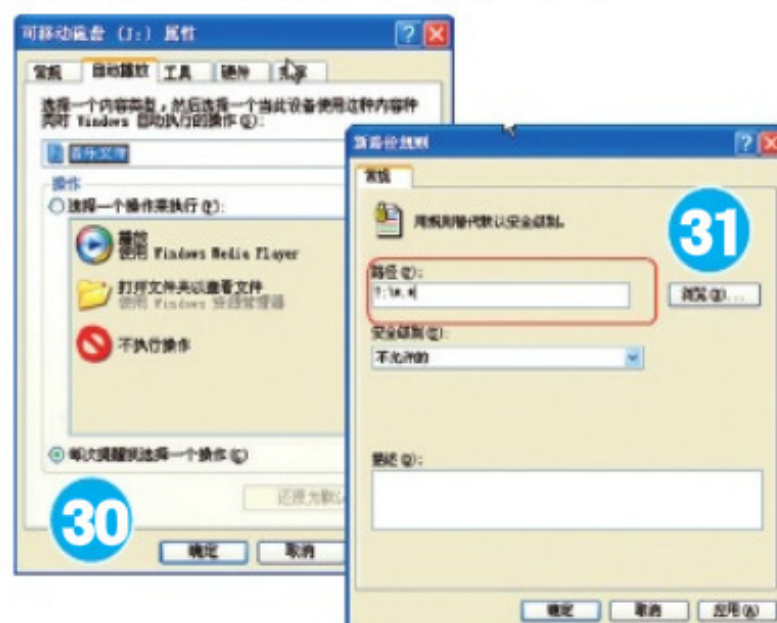 可移动磁盘 (J:) 属性
常规
自动播放
工具
硬件
共享
选择一个内容类型，然后选择一个当此设备使用这种内容种
类时 Windows 自动执行的操作(Q):
音乐文件
操作
选择一个操作来执行(P):
播放
使用 Windows Media Player
打开文件夹以查看文件
使用 Windows 资源管理器
不执行操作
每次提醒我选择一个操作(C)
还原为默认
确定
取消
30
新路径规则
常规
用规则替代默认安全级别。
31
路径(P):
?:\*.*
浏览(B)...
安全级别(E):
不允许的
描述(D):
确定
取消
应用(A)